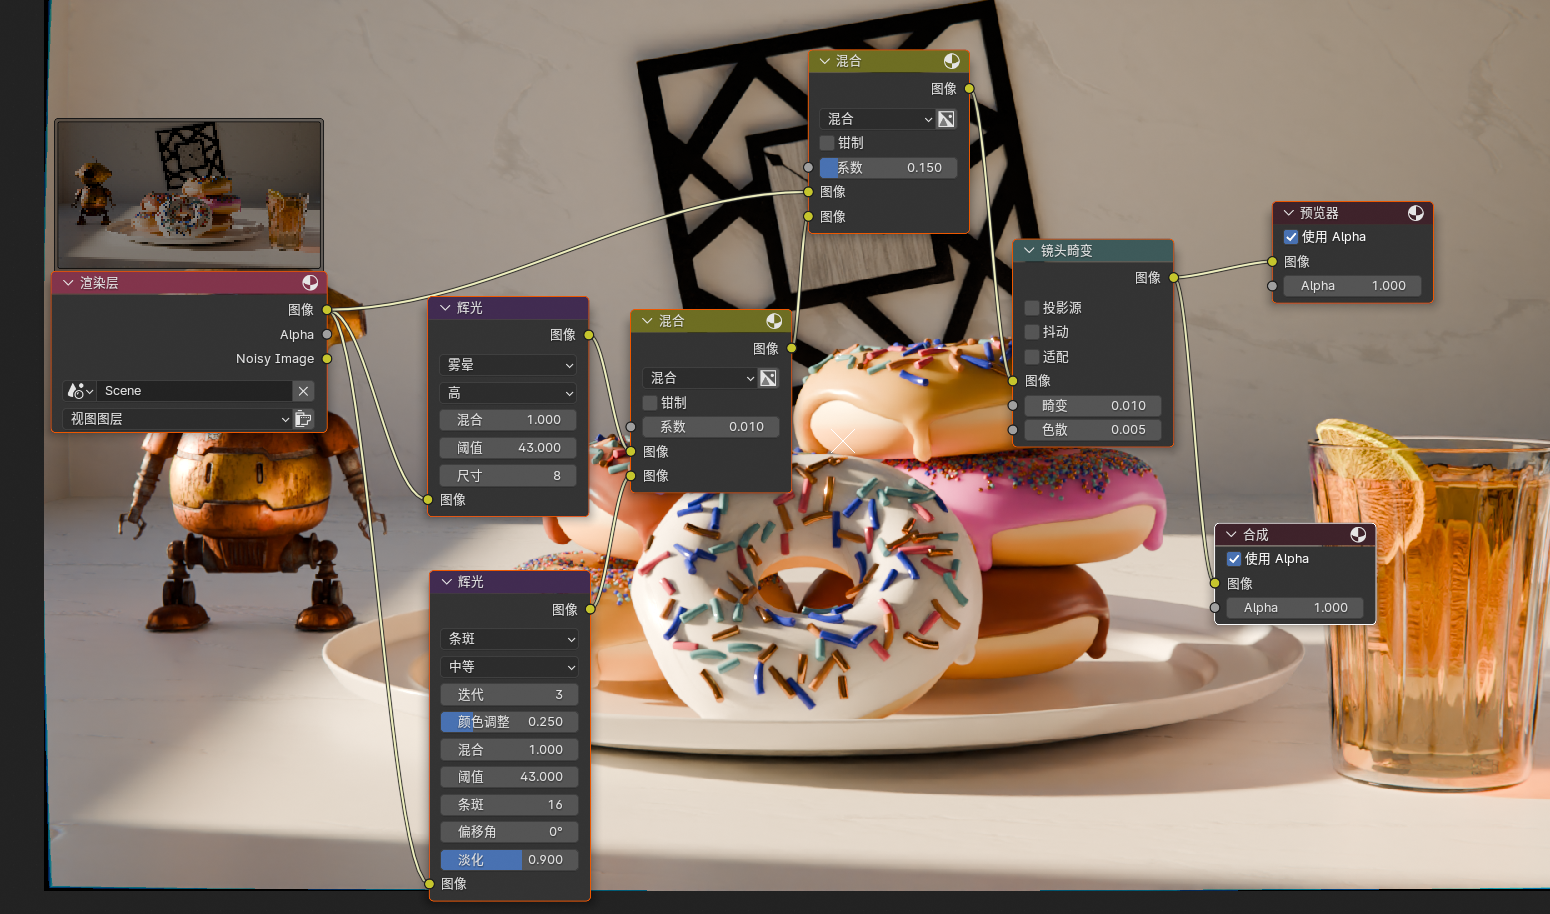 渲染层
图像
Alpha
Noisy Image
Scene
视图图层
辉光
图像
雾晕
高
混合 1.000
阈值 43.000
尺寸 8
图像
辉光
图像
条斑
中等
迭代 3
颜色调整 0.250
混合 1.000
阈值 43.000
条斑 16
偏移角 0°
淡化 0.900
图像
混合
图像
混合
钳制
系数 0.010
图像
图像
混合
图像
混合
钳制
系数 0.150
图像
图像
镜头畸变
图像
投影源
抖动
适配
图像
畸变 0.010
色散 0.005
预览器
使用 Alpha
图像
Alpha 1.000
合成
使用 Alpha
图像
Alpha 1.000